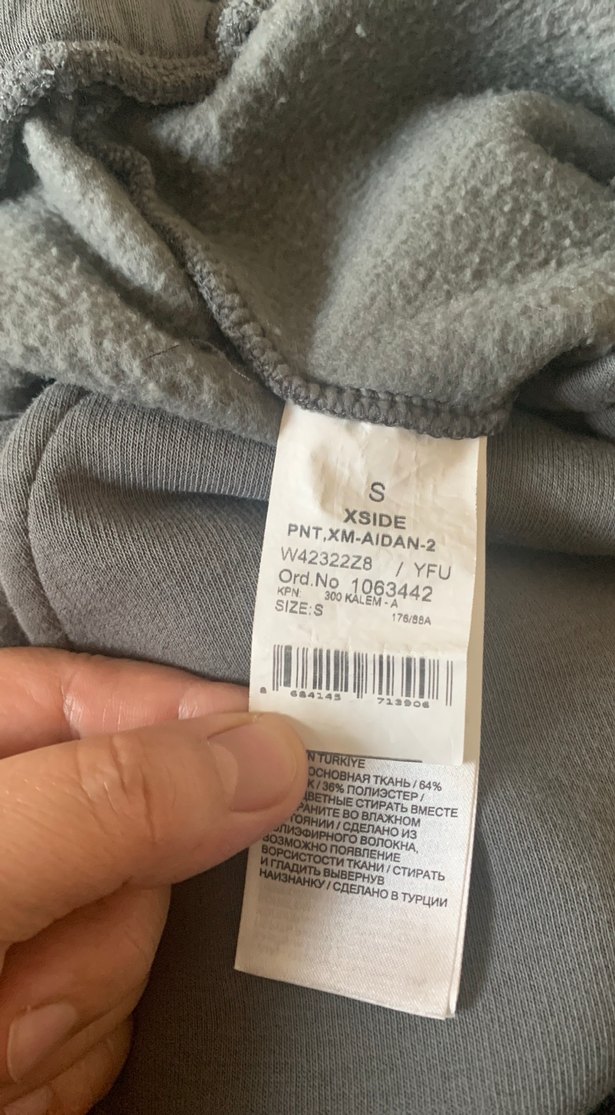 S
XSIDE
PNT,XM-AIDAN-2
W42322Z8 / YFU
Ord.No 1063442
KPN: 300 KALEM - A
SIZE:S 176/88A
8 684145 713906
N TURKIYE
ОСНОВНАЯ ТКАНЬ / 64%
К / 36% ПОЛИЭСТЕР /
ЦВЕТНЫЕ СТИРАТЬ ВМЕСТЕ
РАНИТЕ ВО ВЛАЖНОМ
ТОЯНИИ / СДЕЛАНО ИЗ
ОЛИЭФИРНОГО ВОЛОКНА,
ВОЗМОЖНО ПОЯВЛЕНИЕ
ВОРСИСТОСТИ ТКАНИ / СТИРАТЬ
И ГЛАДИТЬ ВЫВЕРНУВ
НАИЗНАНКУ / СДЕЛАНО В ТУРЦИИ